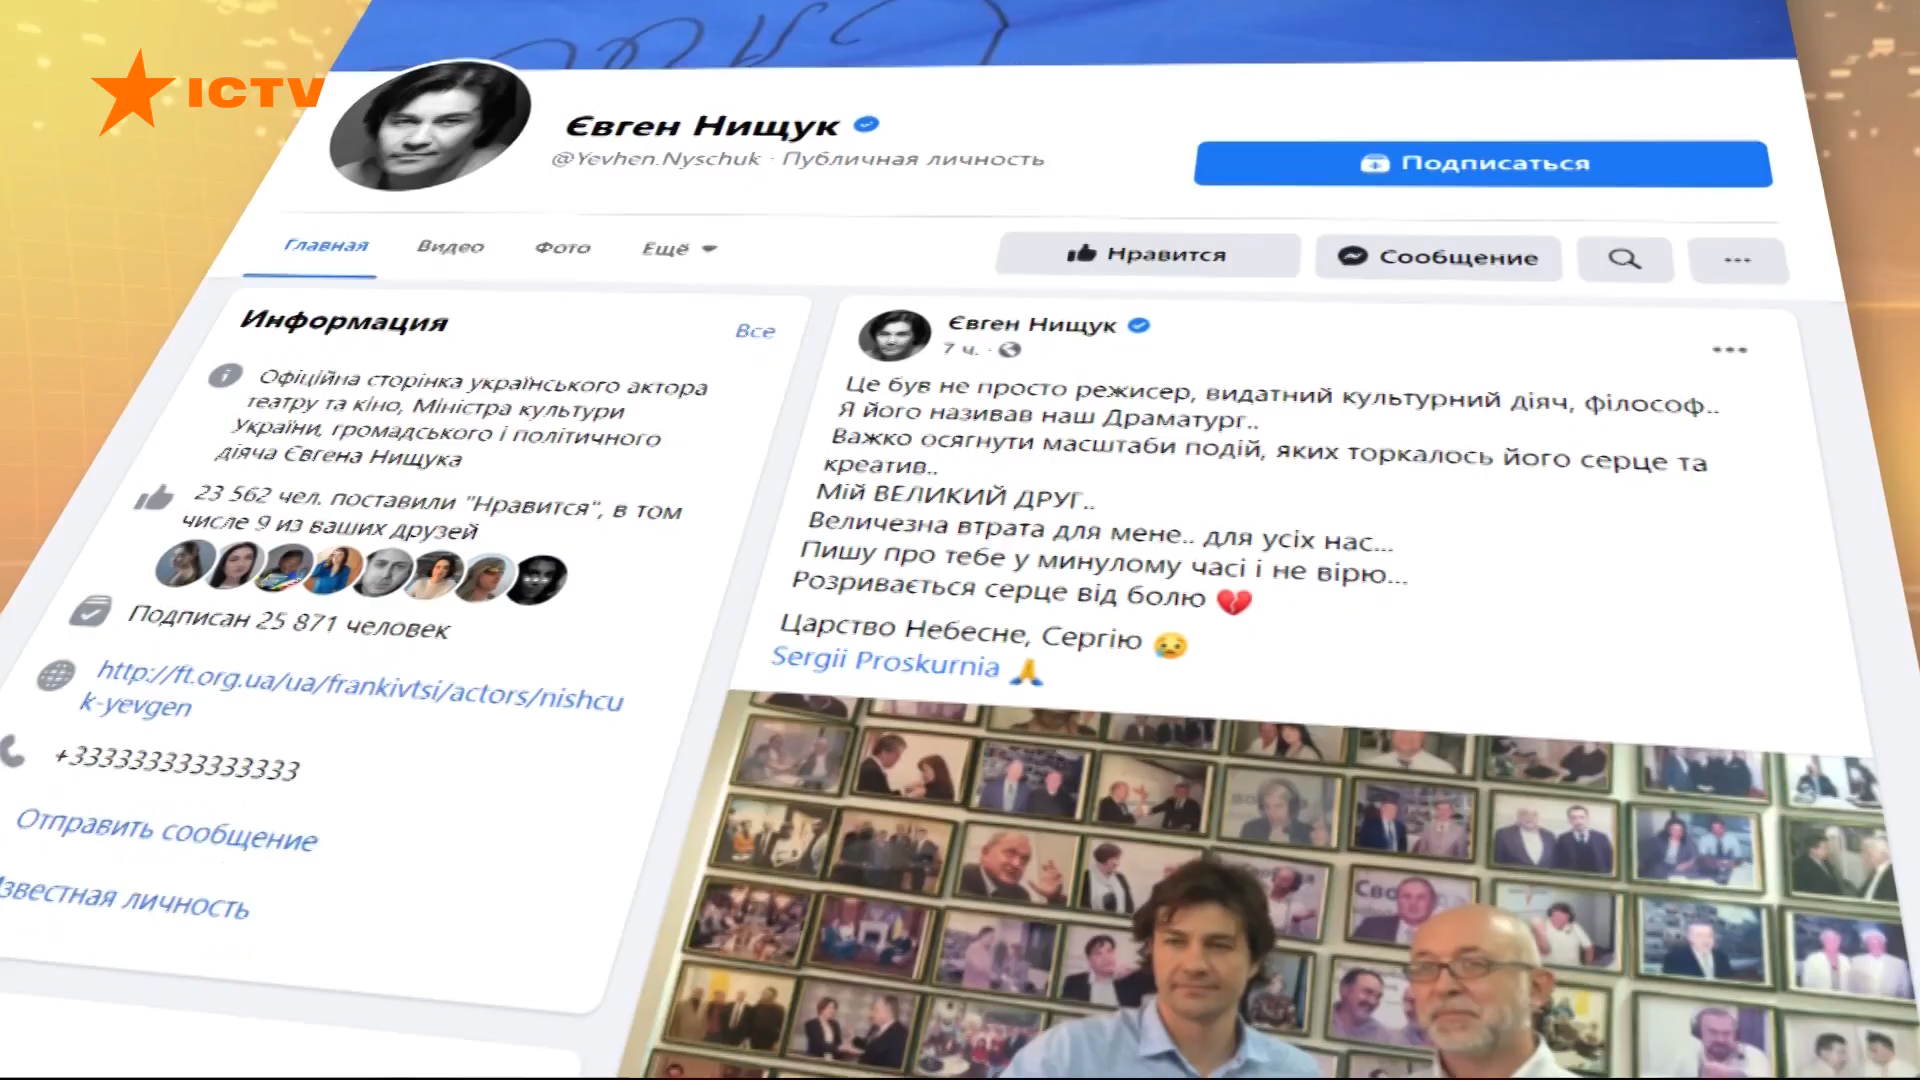 ICTV
Євген Нищук
@Yevhen.Nyschuk · Публичная личность
Подписаться
Главная
Видео
Фото
Ещё
Нравится
Сообщение
Информация
Все
Офіційна сторінка українського актора
театру та кіно, Міністра культури
України, громадського і політичного
діяча Євгена Нищука
23 562 чел. поставили "Нравится", в том
числе 9 из ваших друзей
Подписан 25 871 человек
http://ft.org.ua/ua/frankivtsi/actors/nishcu
k-yevgen
+333333333333333
Отправить сообщение
звестная личность
Євген Нищук
7 ч.
Це був не просто режисер, видатний культурний діяч, філософ..
Я його називав наш Драматург..
Важко осягнути масштаби подій, яких торкалось його серце та
креатив..
Мій ВЕЛИКИЙ ДРУГ..
Величезна втрата для мене.. для усіх нас...
Пишу про тебе у минулому часі і не вірю...
Розривається серце від болю 💔
Царство Небесне, Сергію 😢
Sergii Proskurnia 🙏